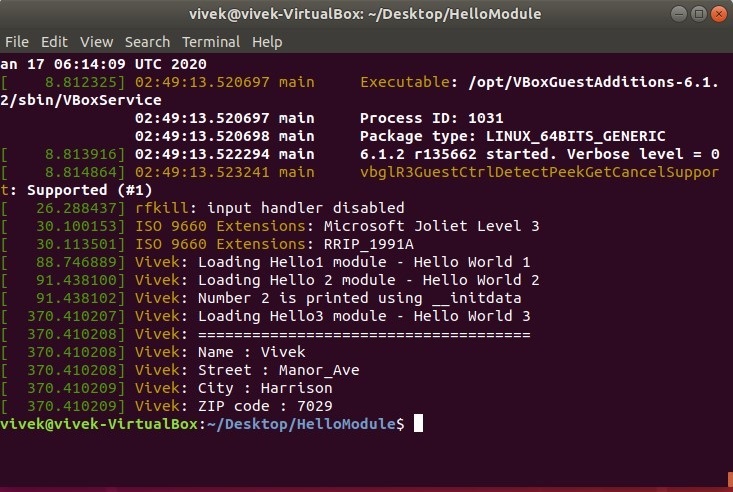 vivek@vivek-VirtualBox: ~/Desktop/HelloModule
File Edit View Search Terminal Help
an 17 06:14:09 UTC 2020
[    8.812325] 02:49:13.520697 main     Executable: /opt/VBoxGuestAdditions-6.1.
2/sbin/VBoxService
               02:49:13.520697 main     Process ID: 1031
               02:49:13.520698 main     Package type: LINUX_64BITS_GENERIC
[    8.813916] 02:49:13.522294 main     6.1.2 r135662 started. Verbose level = 0
[    8.814864] 02:49:13.523241 main     vbglR3GuestCtrlDetectPeekGetCancelSuppor
t: Supported (#1)
[   26.288437] rfkill: input handler disabled
[   30.100153] ISO 9660 Extensions: Microsoft Joliet Level 3
[   30.113501] ISO 9660 Extensions: RRIP_1991A
[   88.746889] Vivek: Loading Hello1 module - Hello World 1
[   91.438100] Vivek: Loading Hello 2 module - Hello World 2
[   91.438102] Vivek: Number 2 is printed using __initdata
[  370.410207] Vivek: Loading Hello3 module - Hello World 3
[  370.410208] Vivek: =====================================
[  370.410208] Vivek: Name : Vivek
[  370.410208] Vivek: Street : Manor_Ave
[  370.410209] Vivek: City : Harrison
[  370.410209] Vivek: ZIP code : 7029
vivek@vivek-VirtualBox:~/Desktop/HelloModule$